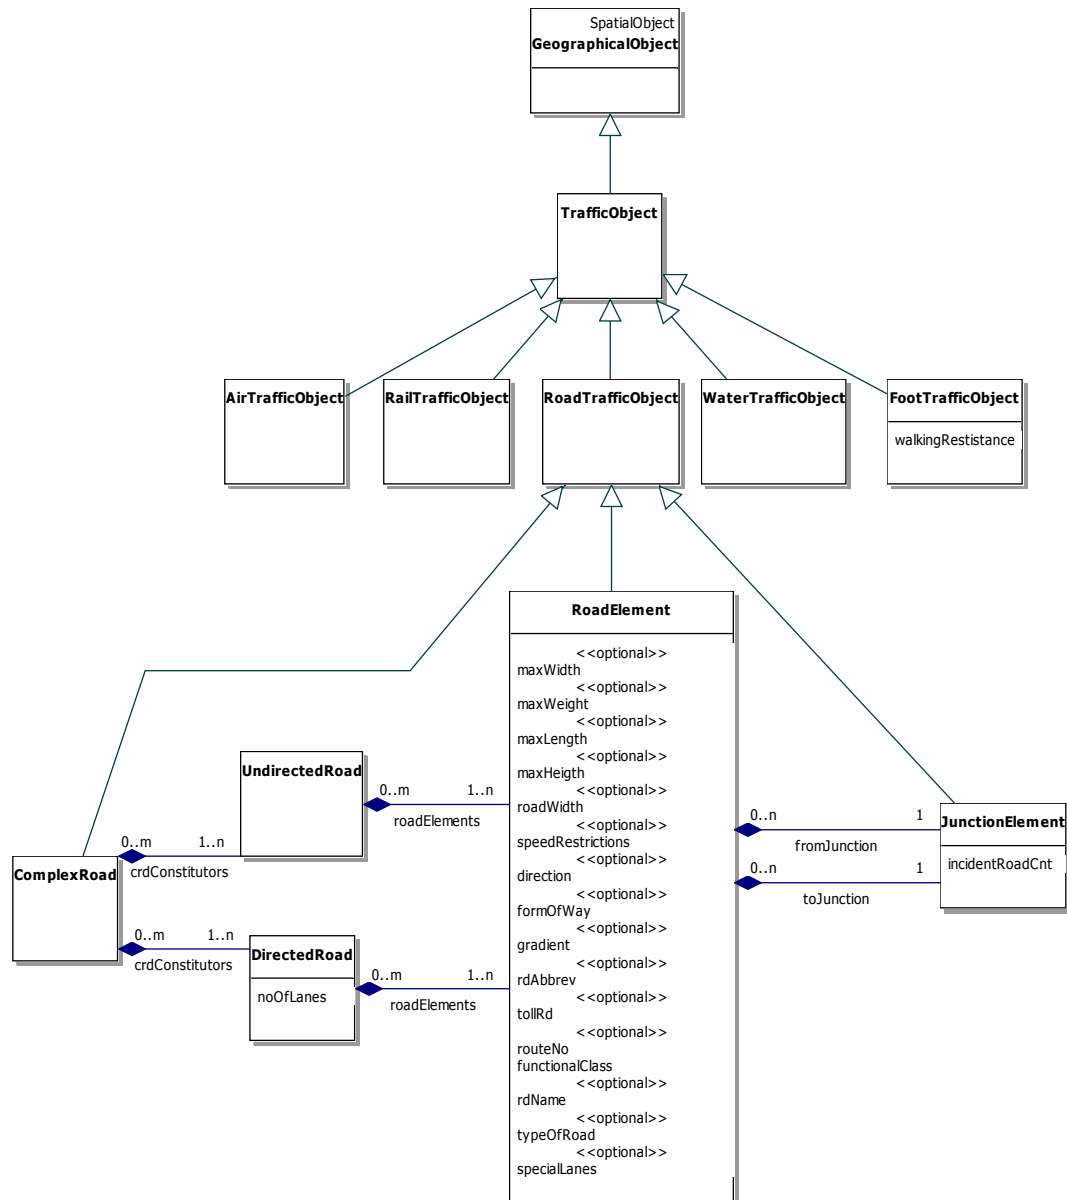 SpatialObject
GeographicalObject
TrafficObject
AirTrafficObject
RailTrafficObject
RoadTrafficObject
WaterTrafficObject
FootTrafficObject
walkingRestistance
RoadElement
<<optional>>
maxWidth
<<optional>>
maxWeight
<<optional>>
maxLength
<<optional>>
maxHeigth
<<optional>>
roadWidth
<<optional>>
speedRestrictions
<<optional>>
direction
<<optional>>
formOfWay
<<optional>>
gradient
<<optional>>
rdAbbrev
<<optional>>
tollRd
<<optional>>
routeNo
functionalClass
<<optional>>
rdName
<<optional>>
typeOfRoad
<<optional>>
specialLanes
UndirectedRoad
0..m
1..n
roadElements
0..m
1..n
crdConstitutors
ComplexRoad
0..m
1..n
crdConstitutors
DirectedRoad
noOfLanes
0..m
1..n
roadElements
0..n
1
fromJunction
0..n
1
toJunction
JunctionElement
incidentRoadCnt